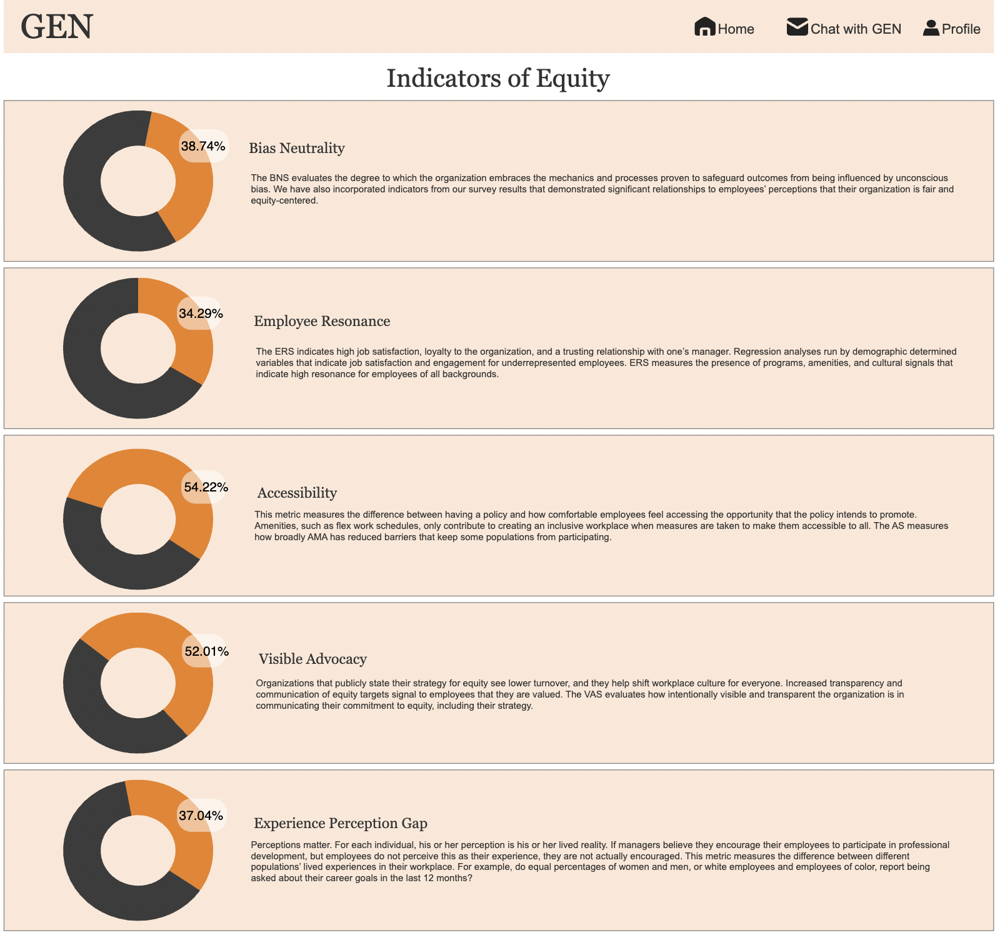 GEN
Home
Chat with GEN
Profile
Indicators of Equity
38.74%
Bias Neutrality
The BNS evaluates the degree to which the organization embraces the mechanics and processes proven to safeguard outcomes from being influenced by unconscious
bias. We have also incorporated indicators from our survey results that demonstrated significant relationships to employees’ perceptions that their organization is fair and
equity-centered.
34.29%
Employee Resonance
The ERS indicates high job satisfaction, loyalty to the organization, and a trusting relationship with one’s manager. Regression analyses run by demographic determined
variables that indicate job satisfaction and engagement for underrepresented employees. ERS measures the presence of programs, amenities, and cultural signals that
indicate high resonance for employees of all backgrounds.
54.22%
Accessibility
This metric measures the difference between having a policy and how comfortable employees feel accessing the opportunity that the policy intends to promote.
Amenities, such as flex work schedules, only contribute to creating an inclusive workplace when measures are taken to make them accessible to all. The AS measures
how broadly AMA has reduced barriers that keep some populations from participating.
52.01%
Visible Advocacy
Organizations that publicly state their strategy for equity see lower turnover, and they help shift workplace culture for everyone. Increased transparency and
communication of equity targets signal to employees that they are valued. The VAS evaluates how intentionally visible and transparent the organization is in
communicating their commitment to equity, including their strategy.
37.04%
Experience Perception Gap
Perceptions matter. For each individual, his or her perception is his or her lived reality. If managers believe they encourage their employees to participate in professional
development, but employees do not perceive this as their experience, they are not actually encouraged. This metric measures the difference between different
populations’ lived experiences in their workplace. For example, do equal percentages of women and men, or white employees and employees of color, report being
asked about their career goals in the last 12 months?